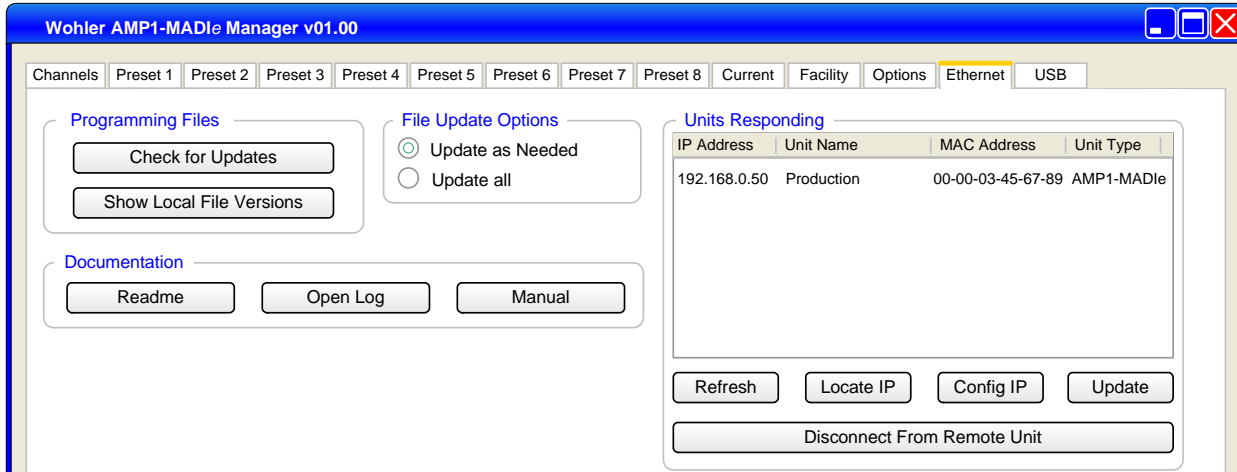 Wohler AMP1-MADIe Manager v01.00
Channels Preset 1 Preset 2 Preset 3 Preset 4 Preset 5 Preset 6 Preset 7 Preset 8 Current Facility Options Ethernet USB
Programming Files
Check for Updates
Show Local File Versions
File Update Options
Update as Needed
Update all
Documentation
Readme Open Log Manual
Units Responding
IP Address Unit Name MAC Address Unit Type
192.168.0.50 Production 00-00-03-45-67-89 AMP1-MADIe
Refresh Locate IP Config IP Update
Disconnect From Remote Unit